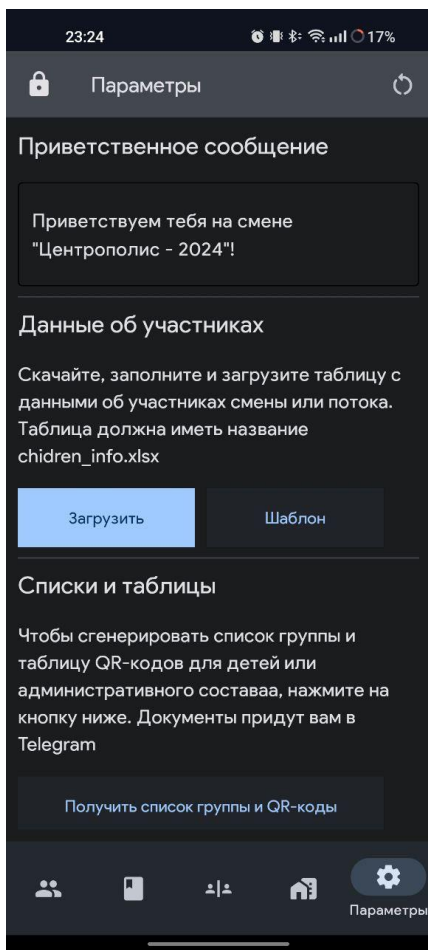 23:24
17%
Параметры
Приветственное сообщение
Приветствуем тебя на смене
"Центрополис - 2024"!
Данные об участниках
Скачайте, заполните и загрузите таблицу с
данными об участниках смены или потока.
Таблица должна иметь название
chidren_info.xlsx
Загрузить
Шаблон
Списки и таблицы
Чтобы сгенерировать список группы и
таблицу QR-кодов для детей или
административного составаа, нажмите на
кнопку ниже. Документы придут вам в
Telegram
Получить список группы и QR-коды
Параметры